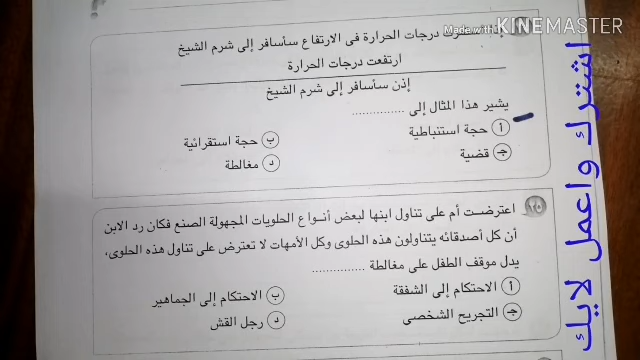 Made with KINEMASTER
درجات الحرارة فى الارتفاع سأسافر إلى شرم الشيخ
ارتفعت درجات الحرارة
إذن سأسافر إلى شرم الشيخ
يشير هذا المثال إلى ...............
أ حجة استنباطية
ب حجة استقرائية
ج قضية
د مغالطة
١٢٥ اعترضت أم على تناول ابنها لبعض أنواع الحلويات المجهولة الصنع فكان رد الابن
أن كل أصدقائه يتناولون هذه الحلوى وكل الأمهات لا تعترض على تناول هذه الحلوى،
يدل موقف الطفل على مغالطة ...............
أ الاحتكام إلى الشفقة
ب الاحتكام إلى الجماهير
ج التجريح الشخصى
د رجل القش
اشترك واعمل لايك